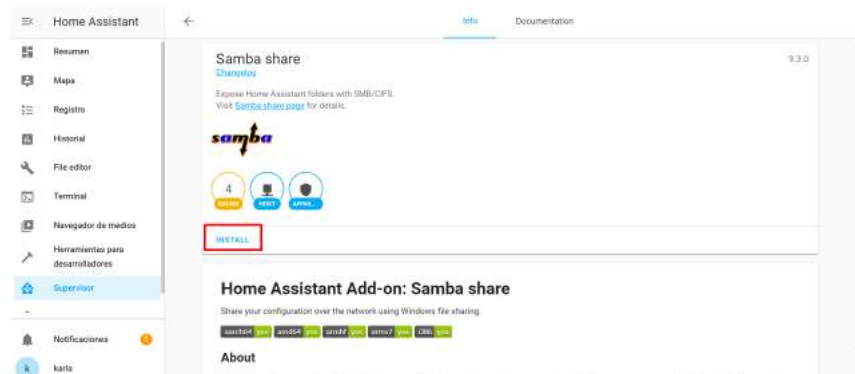 Home Assistant
Info
Documentation
Resumen
Mapa
Registro
Historial
File editor
Terminal
Navegador de medios
Herramientas para
desarrolladores
Supervisor
Notificaciones
karla
Samba share
9.3.0
Changelog
Expose Home Assistant folders with SMB/CIFS.
Visit Samba share page for details.
samba
4
HOST
INSTALL
Home Assistant Add-on: Samba share
Share your configuration over the network using Windows file sharing.
aarch64 yes amd64 yes armhf yes armv7 yes i386 yes
About